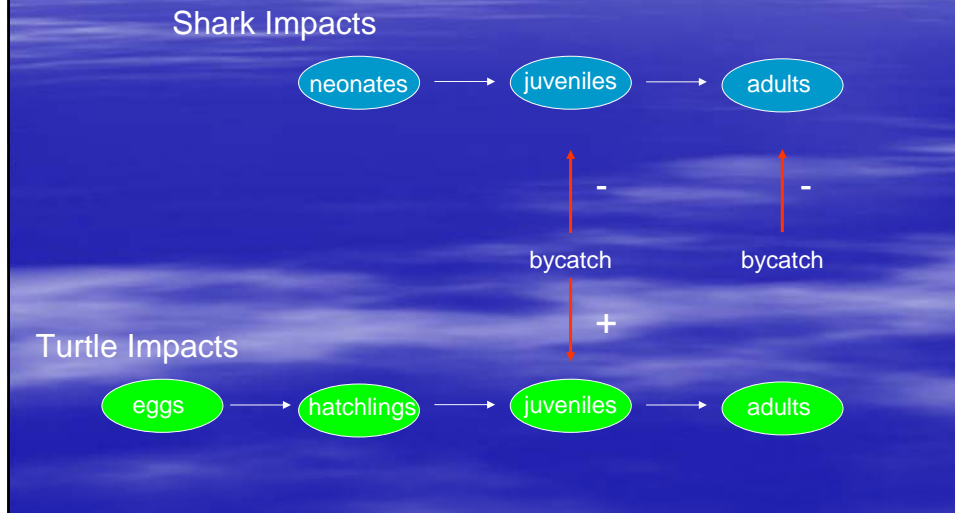 Shark Impacts
neonates juveniles adults
- -
bycatch bycatch
+
Turtle Impacts
eggs hatchlings juveniles adults